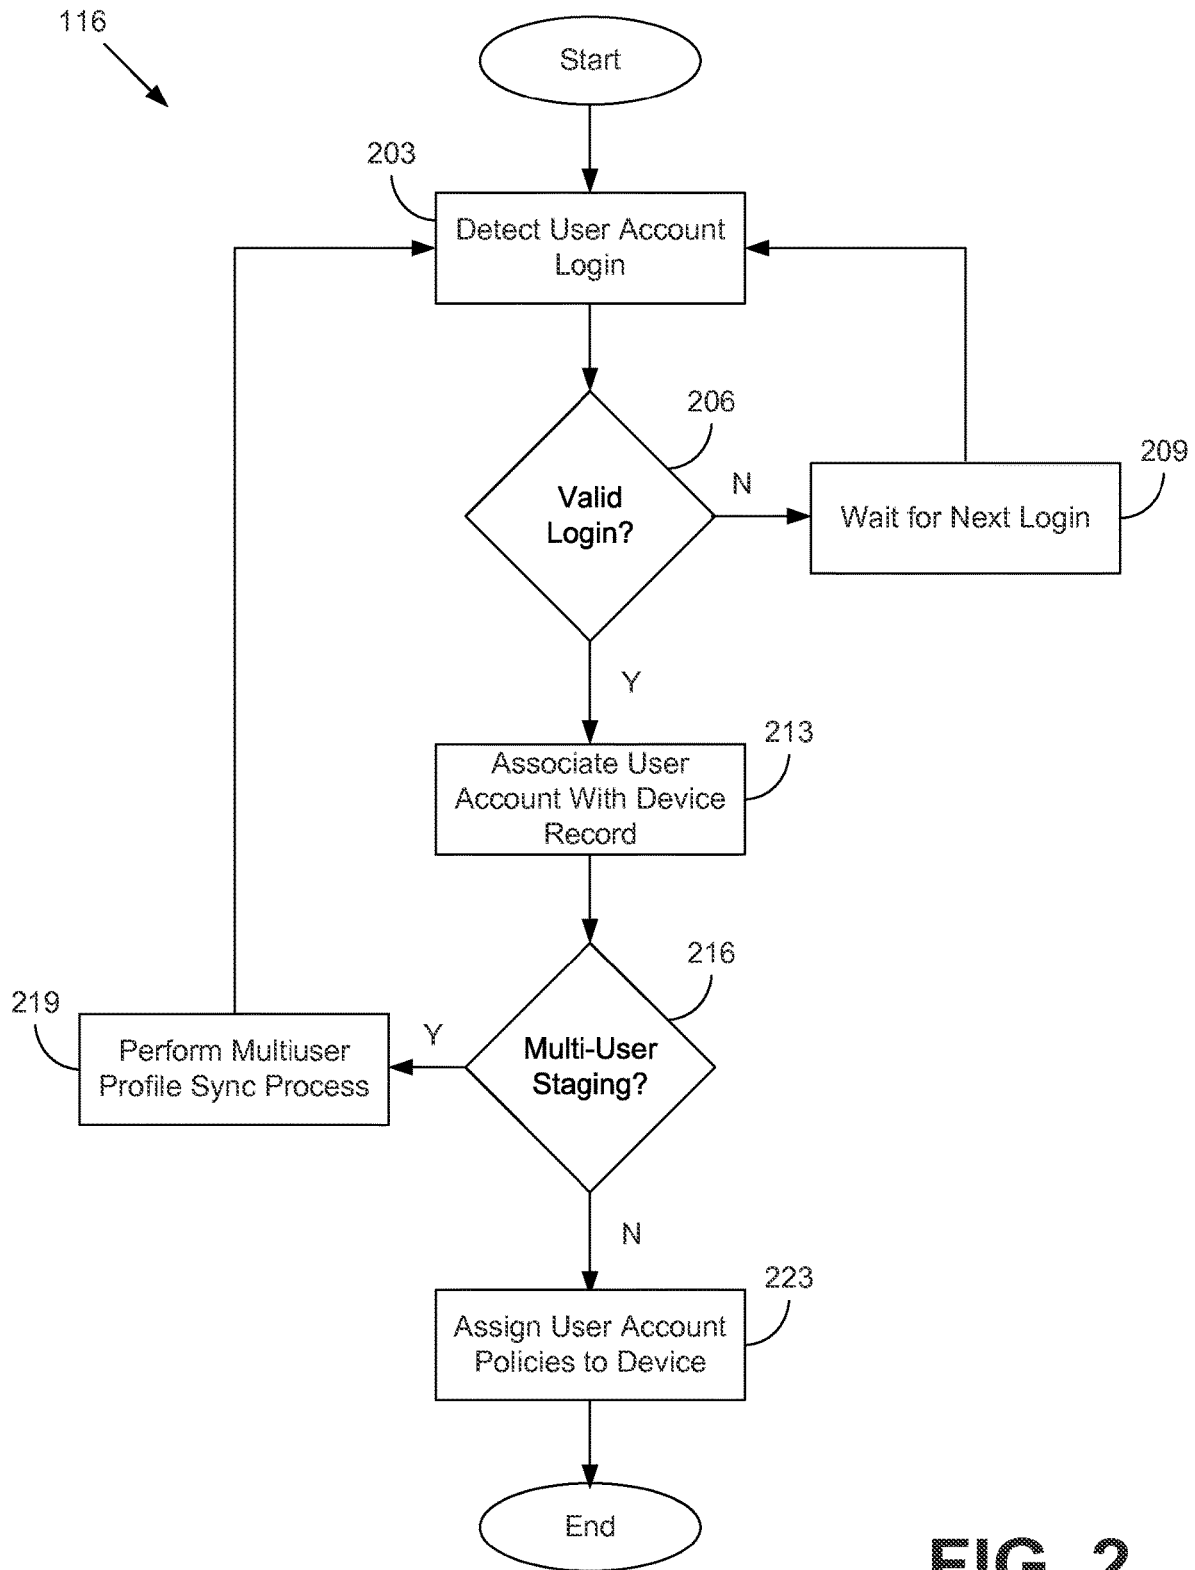 116
Start
203
Detect User Account
Login
206
Valid
Login?
N
209
Wait for Next Login
Y
213
Associate User
Account With Device
Record
216
Multi-User
Staging?
Y
219
Perform Multiuser
Profile Sync Process
N
223
Assign User Account
Policies to Device
End
FIG. 2